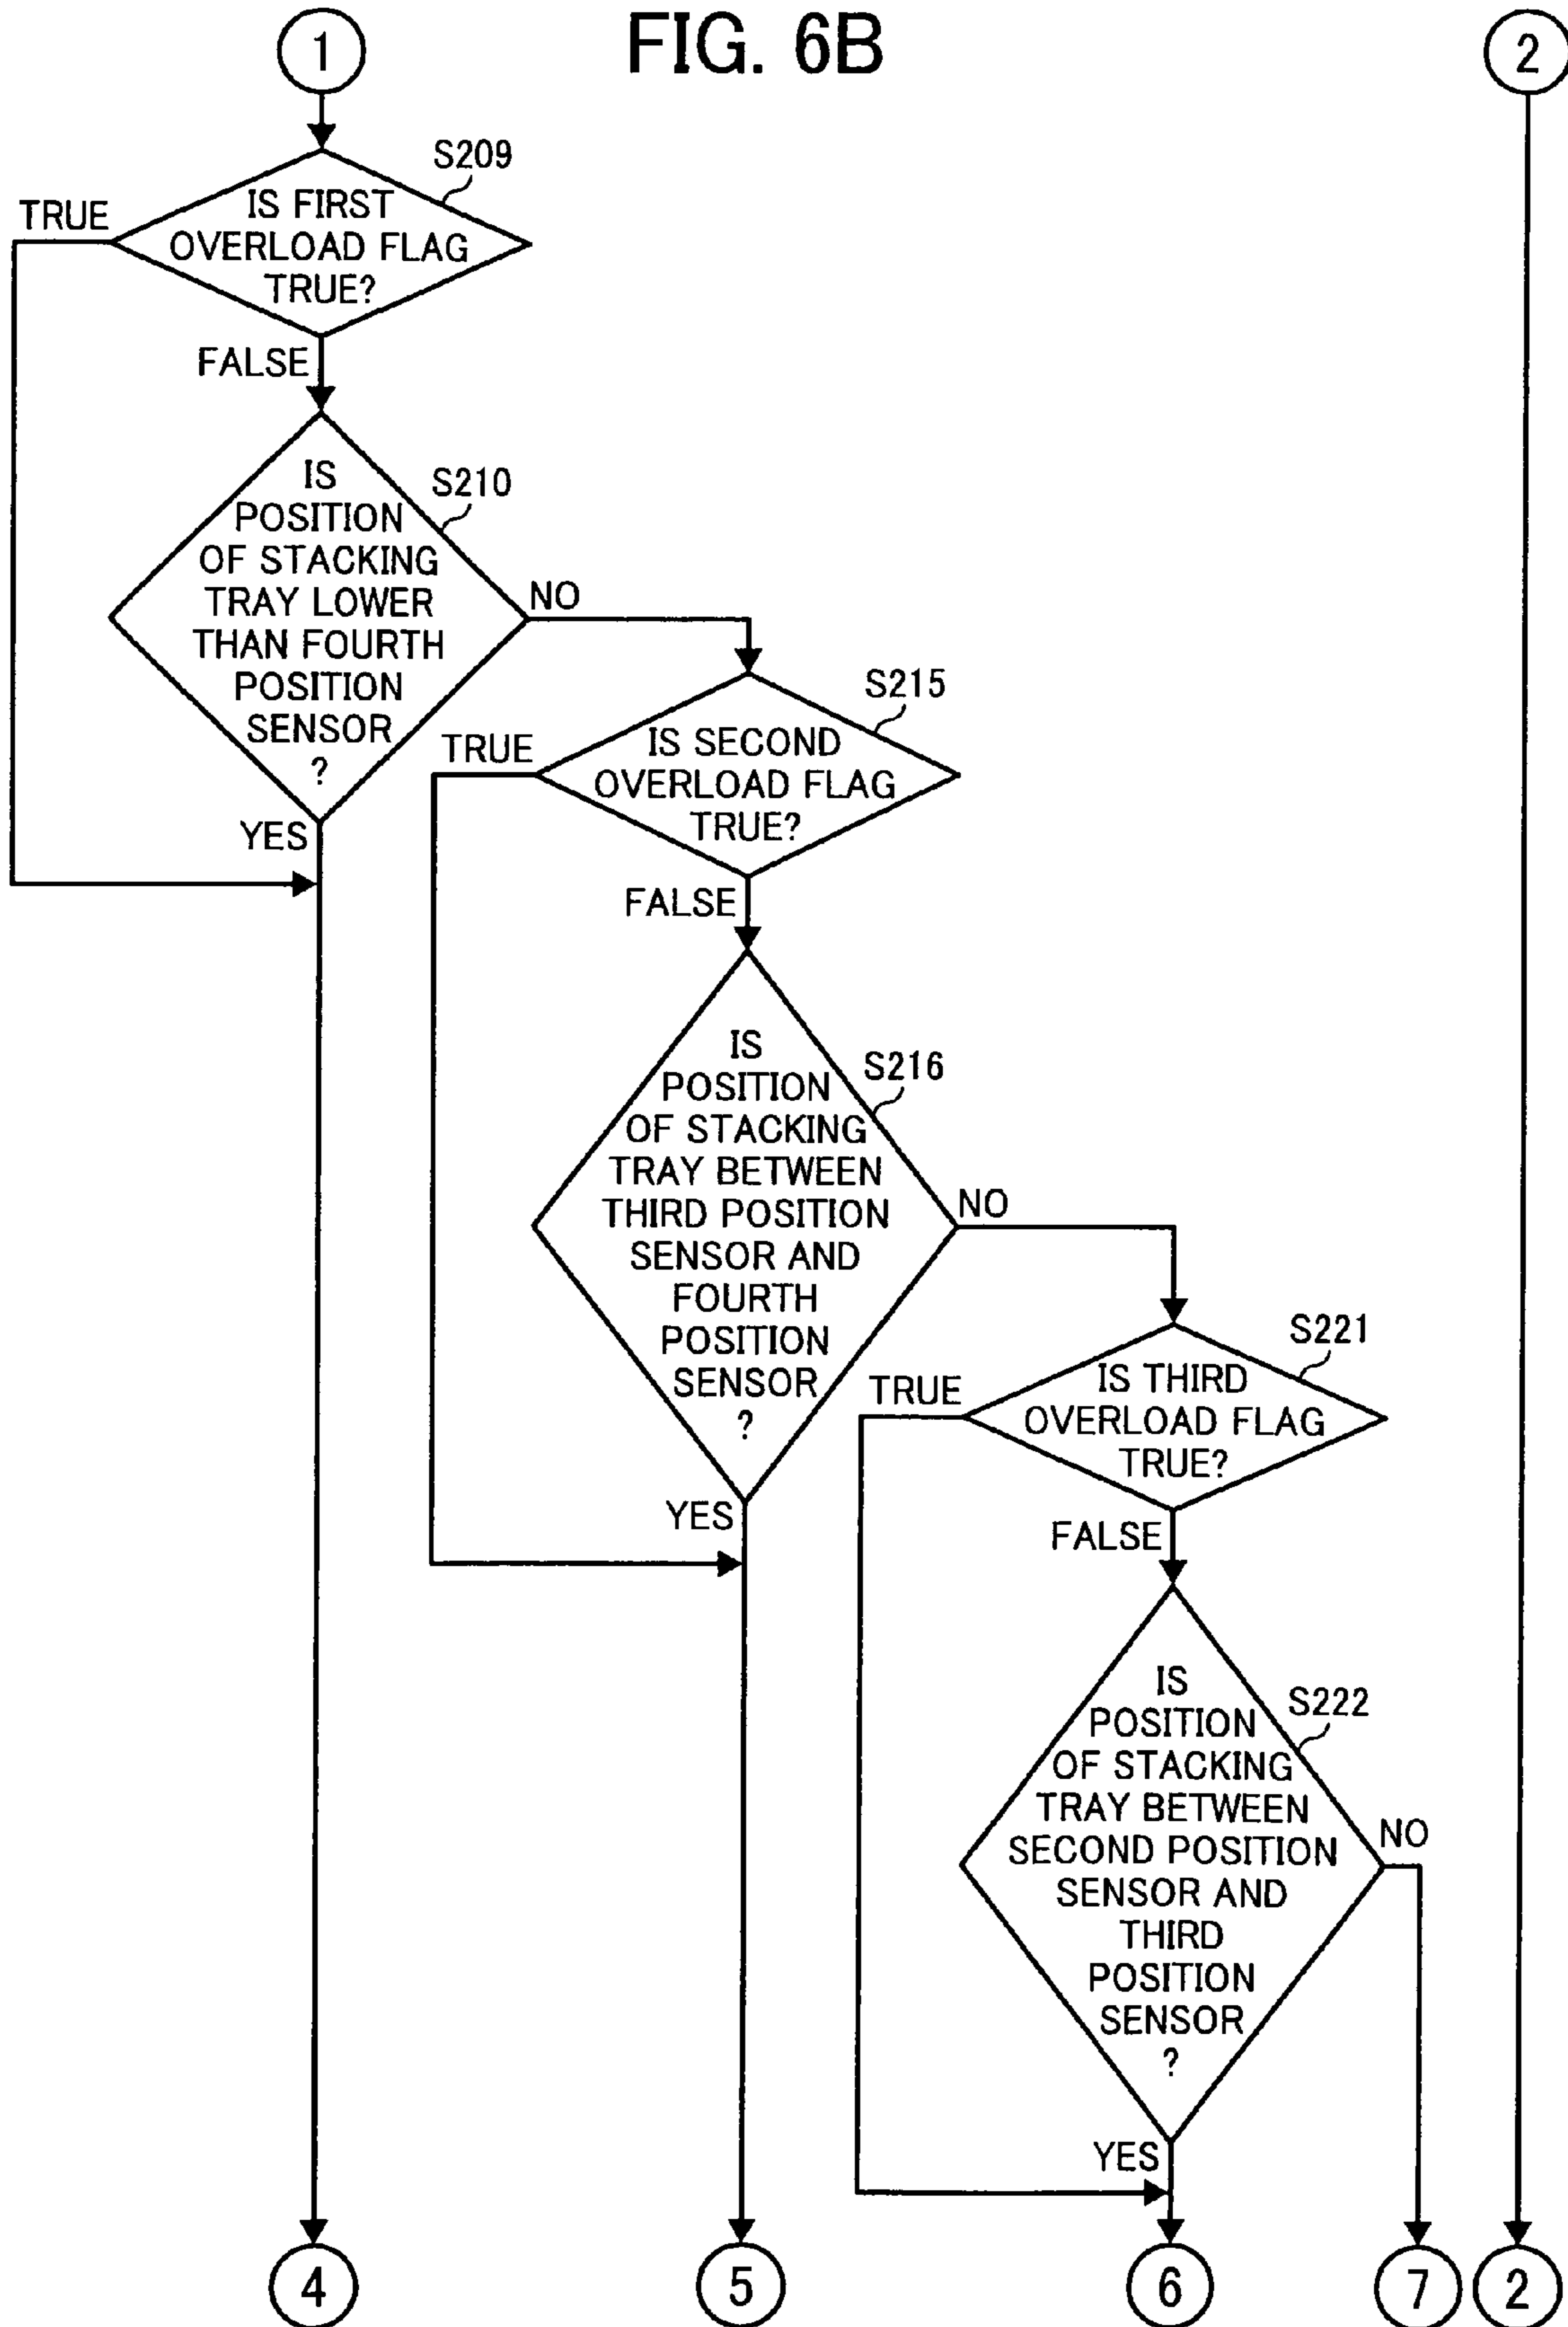 FIG. 6B
1
2
S209
IS FIRST
OVERLOAD FLAG
TRUE?
TRUE
FALSE
S210
IS
POSITION
OF STACKING
TRAY LOWER
THAN FOURTH
POSITION
SENSOR
?
NO
YES
S215
IS SECOND
OVERLOAD FLAG
TRUE?
TRUE
FALSE
S216
IS
POSITION
OF STACKING
TRAY BETWEEN
THIRD POSITION
SENSOR AND
FOURTH
POSITION
SENSOR
?
NO
YES
S221
IS THIRD
OVERLOAD FLAG
TRUE?
TRUE
FALSE
S222
IS
POSITION
OF STACKING
TRAY BETWEEN
SECOND POSITION
SENSOR AND
THIRD
POSITION
SENSOR
?
NO
YES
4
5
6
7
2